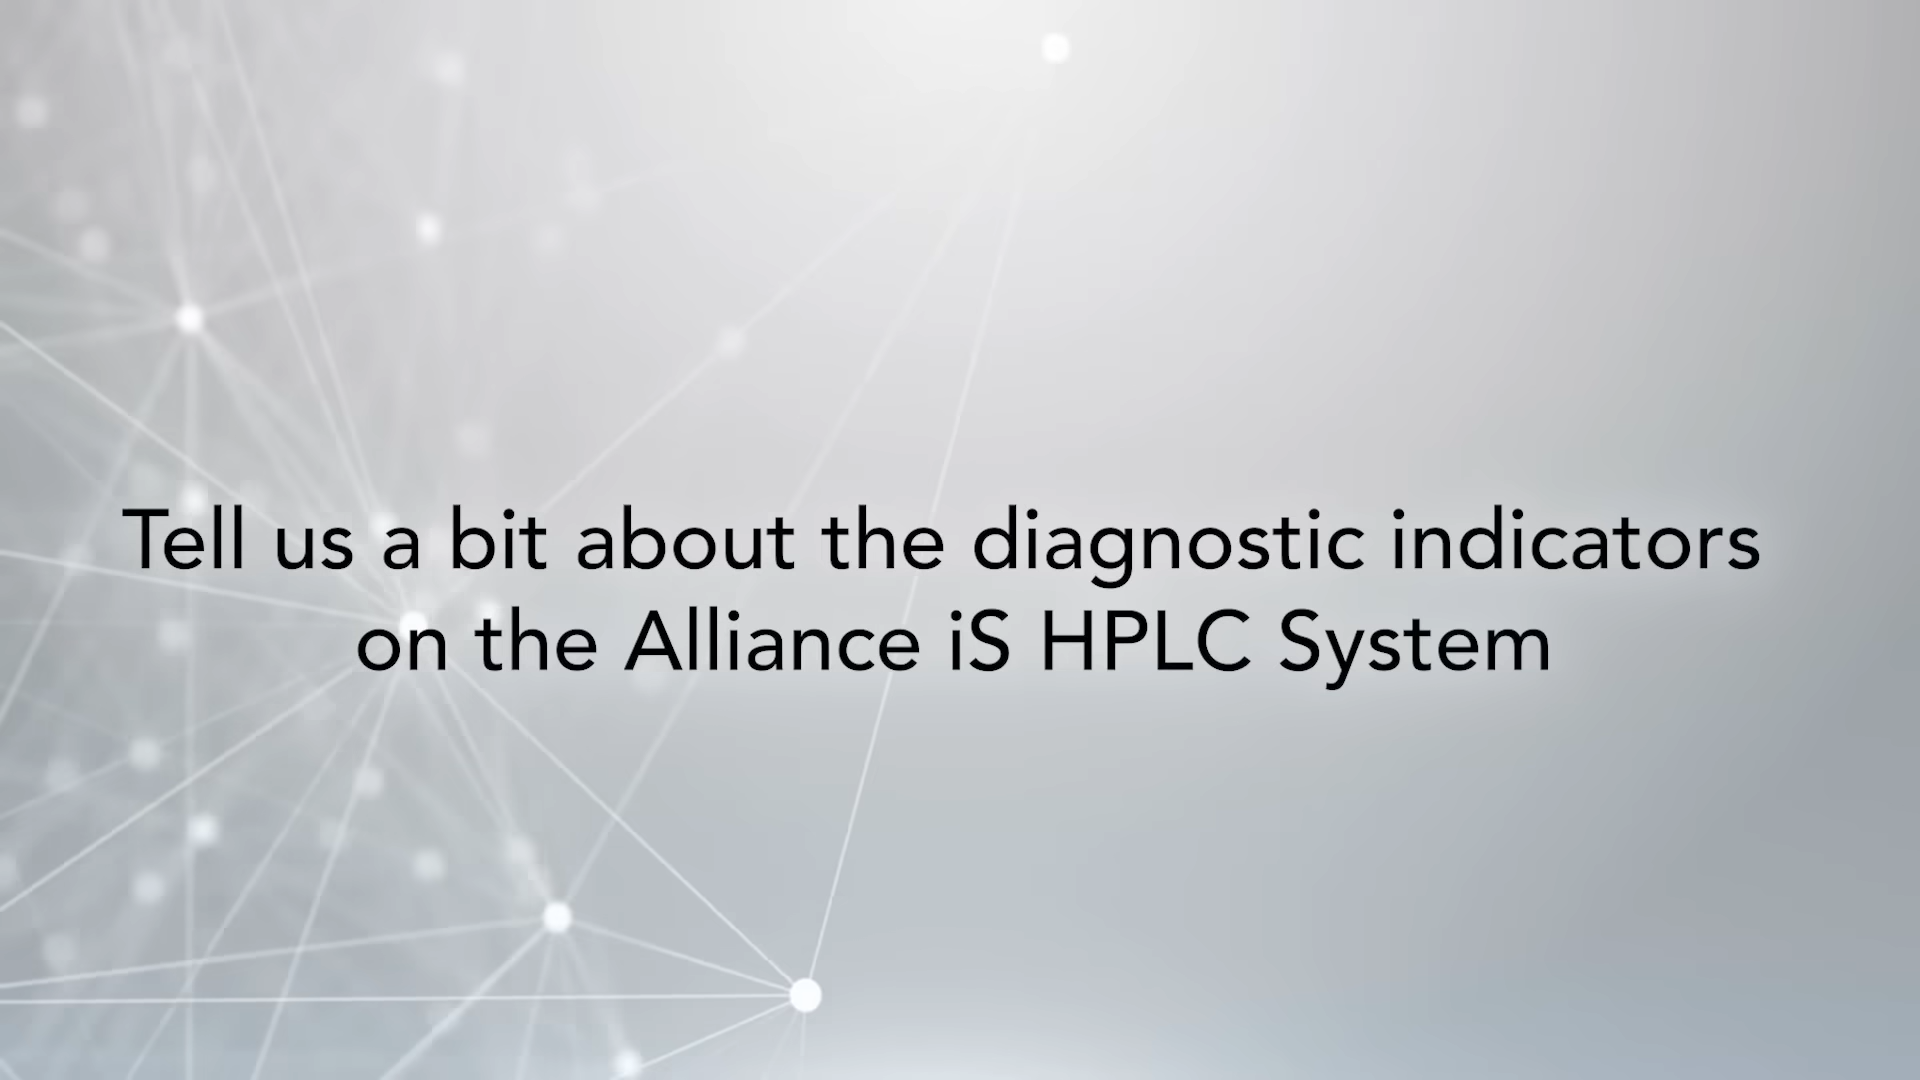 Tell us a bit about the diagnostic indicators
on the Alliance iS HPLC System